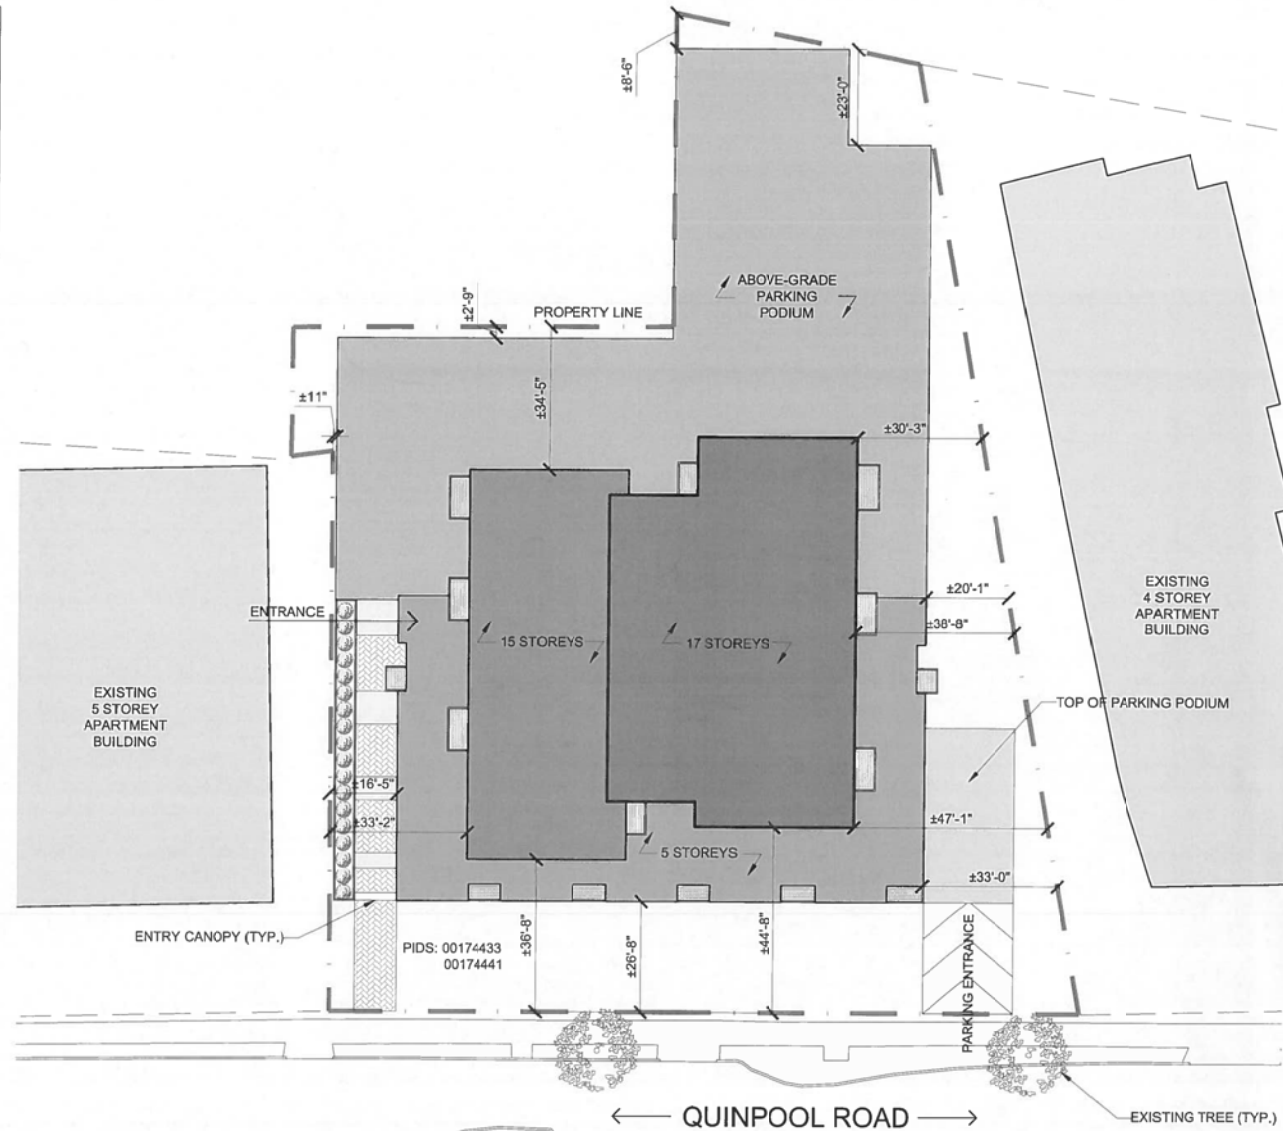 ±8'-6"
±23'-0"
ABOVE-GRADE
PARKING
PODIUM
±2'-9"
PROPERTY LINE
±34'-5"
±11"
±30'-3"
ENTRANCE
15 STOREYS
17 STOREYS
±20'-1"
±38'-8"
EXISTING
4 STOREY
APARTMENT
BUILDING
EXISTING
5 STOREY
APARTMENT
BUILDING
TOP OF PARKING PODIUM
±16'-5"
±33'-2"
±47'-1"
5 STOREYS
±33'-0"
ENTRY CANOPY (TYP.)
PIDS: 00174433
00174441
±36'-8"
±26'-8"
±44'-8"
PARKING ENTRANCE
QUINPOOL ROAD
EXISTING TREE (TYP.)